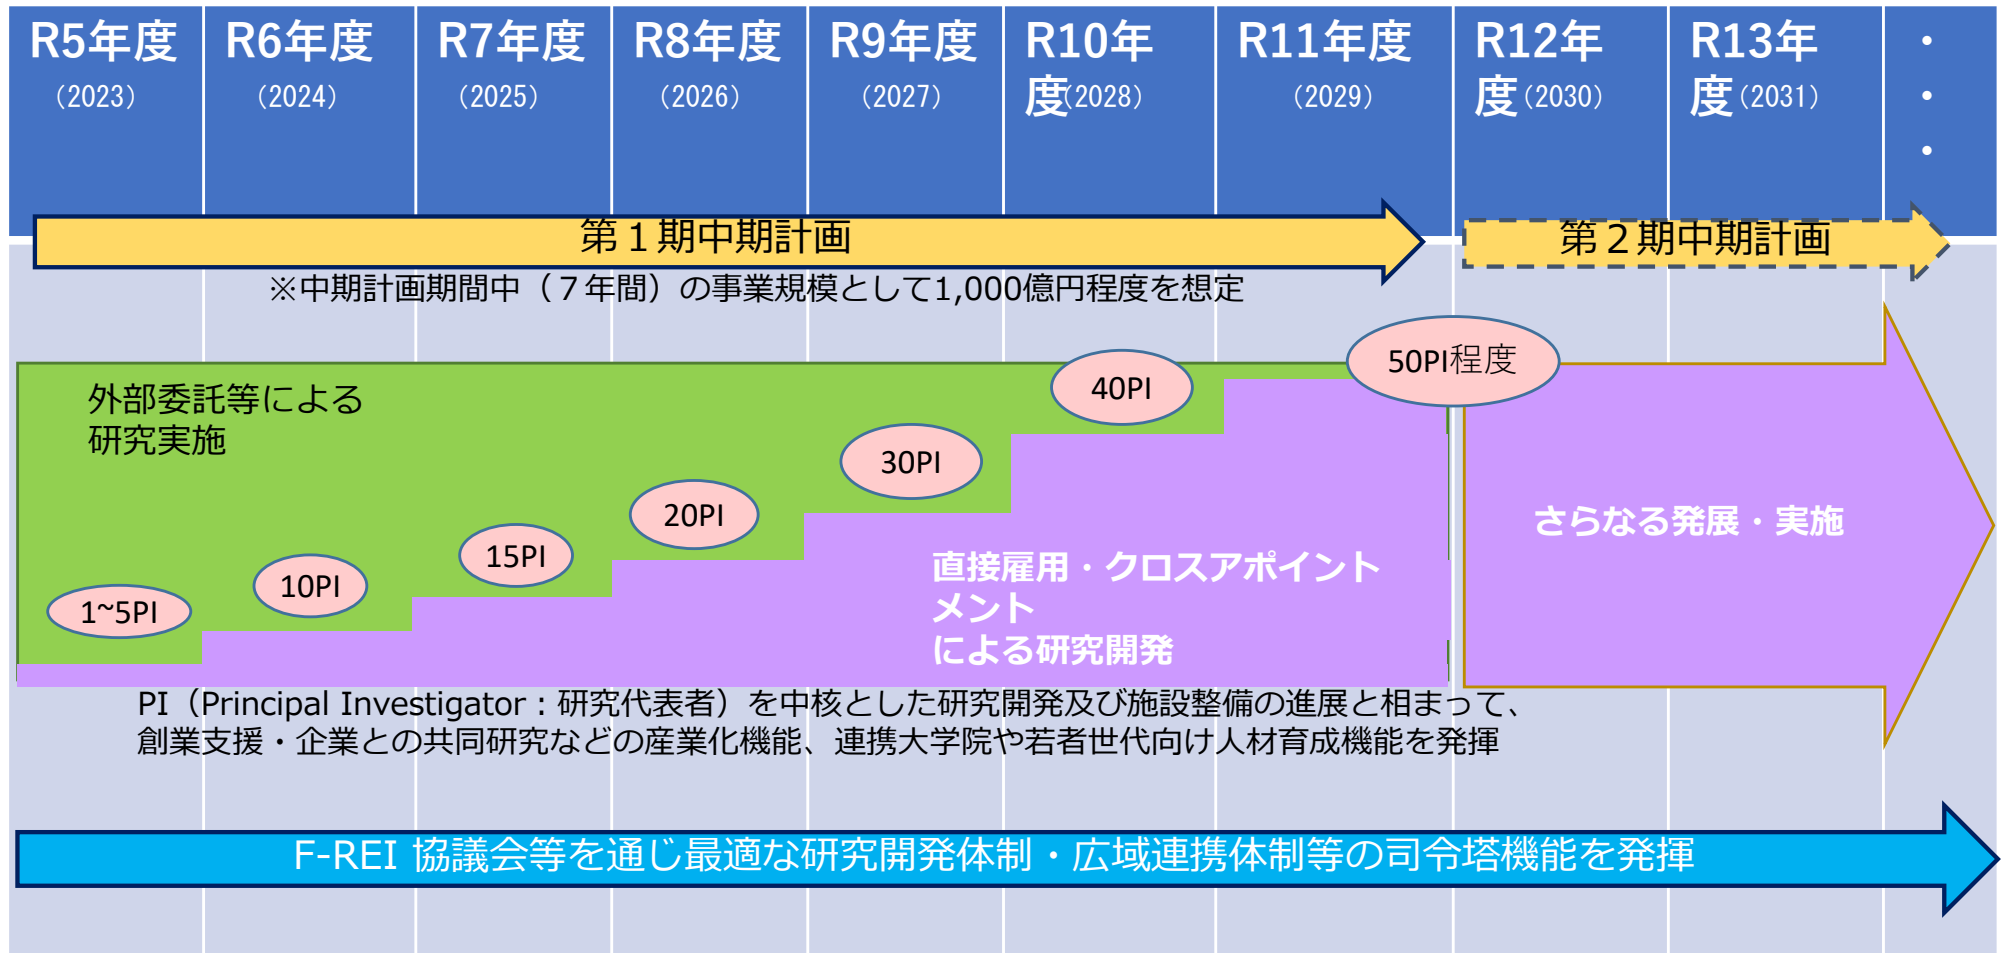 R5年度
（2023）
R6年度
（2024）
R7年度
（2025）
R8年度
（2026）
R9年度
（2027）
R10年
度（2028）
R11年度
（2029）
R12年
度（2030）
R13年
度（2031）
・
・
・
第１期中期計画
第２期中期計画
※中期計画期間中（７年間）の事業規模として1,000億円程度を想定
外部委託等による
研究実施
1~5PI
10PI
15PI
20PI
30PI
40PI
50PI程度
直接雇用・クロスアポイント
メント
による研究開発
さらなる発展・実施
PI（Principal Investigator：研究代表者）を中核とした研究開発及び施設整備の進展と相まって、
創業支援・企業との共同研究などの産業化機能、連携大学院や若者世代向け人材育成機能を発揮
F-REI 協議会等を通じ最適な研究開発体制・広域連携体制等の司令塔機能を発揮